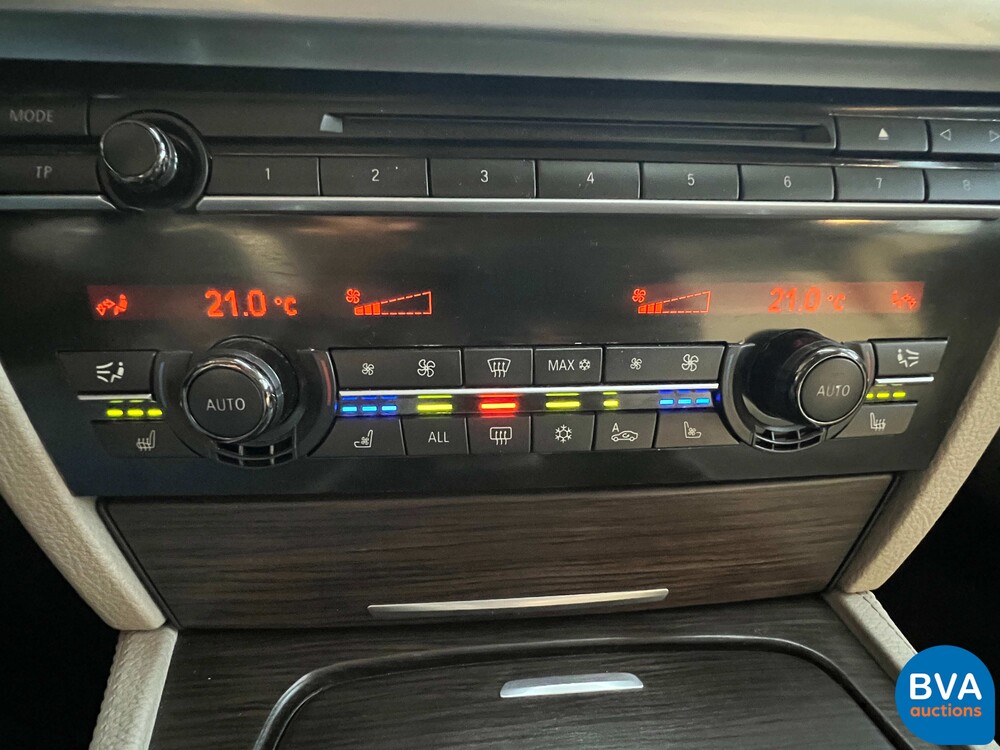 MODE
TP 1 2 3 4 5 6 7 8
21.0 °C 21.0 °C
AUTO MAX AUTO
ALL A
BVA
auctions